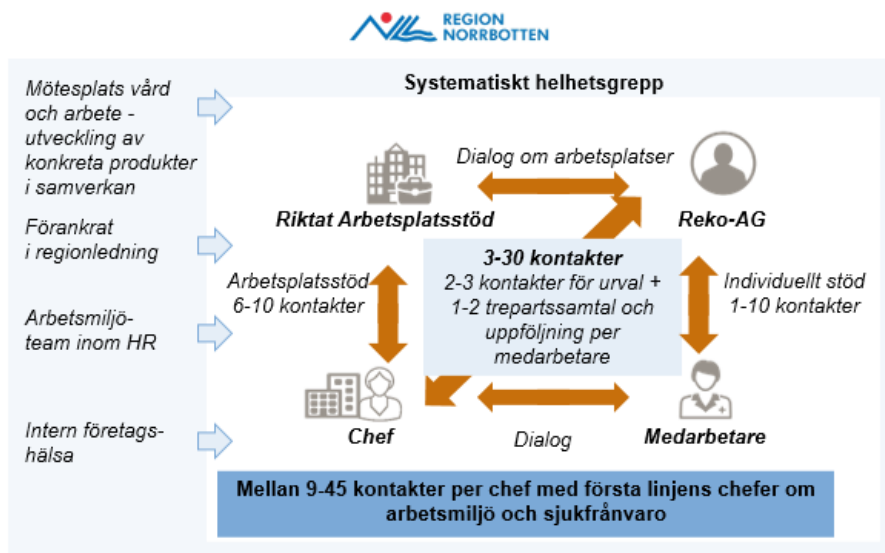 REGION
NORRBOTTEN
Systematiskt helhetsgrepp
Mötesplats vård
och arbete -
utveckling av
konkreta produkter
i samverkan
Förankrat
i regionledning
Arbetsmiljö-
team inom HR
Intern företags-
hälsa
Dialog om arbetsplatser
Riktat Arbetsplatsstöd
Reko-AG
Arbetsplatsstöd
6-10 kontakter
3-30 kontakter
2-3 kontakter för urval +
1-2 trepartssamtal och
uppföljning per
medarbetare
Individuellt stöd
1-10 kontakter
Chef
Dialog
Medarbetare
Mellan 9-45 kontakter per chef med första linjens chefer om
arbetsmiljö och sjukfrånvaro